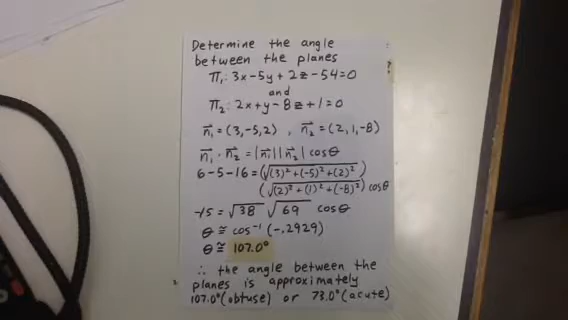 Determine the angle
between the planes
π₁: 3x-5y+2z-54=0
and
π₂: 2x+y-8z+1=0
n₁⃗=(3,-5,2), n₂⃗=(2,1,-8)
n₁⃗·n₂⃗=|n₁⃗||n₂⃗|cosθ
6-5-16=(√(3)²+(-5)²+(2)²)
(√(2)²+(1)²+(-8)²)cosθ
-15=√38 √69 cosθ
θ≅cos⁻¹(-.2929)
θ≅107.0°
∴ the angle between the
planes is approximately
107.0°(obtuse) or 73.0°(acute)